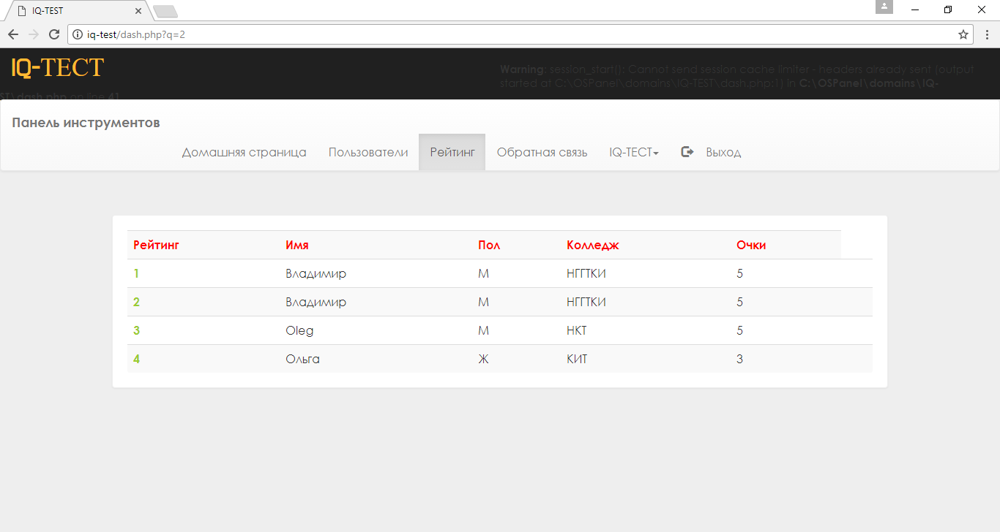 IQ-TEST
iq-test/dash.php?q=2
IQ-ТЕСТ
Warning: session_start(): Cannot send session cache limiter - headers already sent (output
started at C:\OSPanel\domains\IQ-TEST\dash.php:1) in C:\OSPanel\domains\IQ-
ST\dash.php on line 41
Панель инструментов
Домашняя страница Пользователи Рейтинг Обратная связь IQ-ТЕСТ Выход
Рейтинг Имя Пол Колледж Очки
1 Владимир М НГГТКИ 5
2 Владимир М НГГТКИ 5
3 Oleg М НКТ 5
4 Ольга Ж КИТ 3